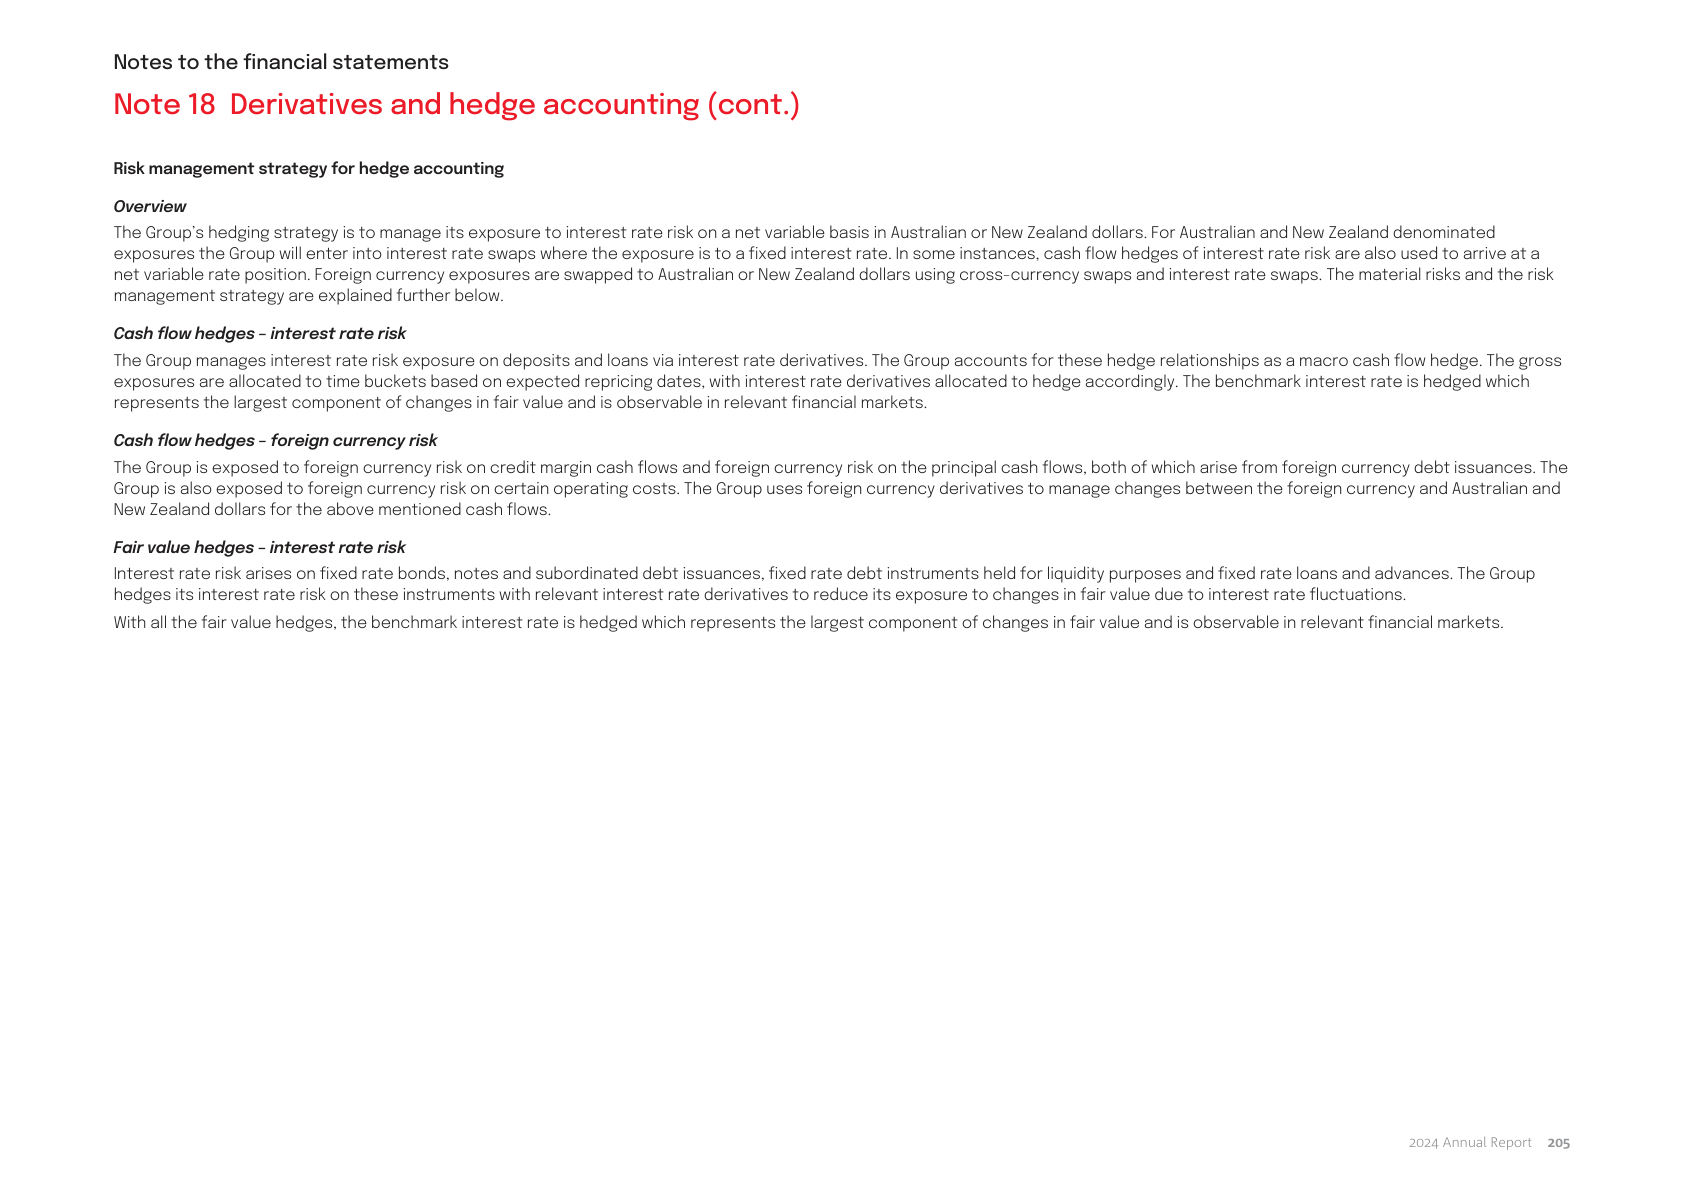 Notes to the financial statements
Note 18 Derivatives and hedge accounting (cont.)
Risk management strategy for hedge accounting
Overview
The Group’s hedging strategy is to manage its exposure to interest rate risk on a net variable basis in Australian or New Zealand dollars. For Australian and New Zealand denominated
exposures the Group will enter into interest rate swaps where the exposure is to a fixed interest rate. In some instances, cash flow hedges of interest rate risk are also used to arrive at a
net variable rate position. Foreign currency exposures are swapped to Australian or New Zealand dollars using cross-currency swaps and interest rate swaps. The material risks and the risk
management strategy are explained further below.
Cash flow hedges – interest rate risk
The Group manages interest rate risk exposure on deposits and loans via interest rate derivatives. The Group accounts for these hedge relationships as a macro cash flow hedge. The gross
exposures are allocated to time buckets based on expected repricing dates, with interest rate derivatives allocated to hedge accordingly. The benchmark interest rate is hedged which
represents the largest component of changes in fair value and is observable in relevant financial markets.
Cash flow hedges – foreign currency risk
The Group is exposed to foreign currency risk on credit margin cash flows and foreign currency risk on the principal cash flows, both of which arise from foreign currency debt issuances. The
Group is also exposed to foreign currency risk on certain operating costs. The Group uses foreign currency derivatives to manage changes between the foreign currency and Australian and
New Zealand dollars for the above mentioned cash flows.
Fair value hedges – interest rate risk
Interest rate risk arises on fixed rate bonds, notes and subordinated debt issuances, fixed rate debt instruments held for liquidity purposes and fixed rate loans and advances. The Group
hedges its interest rate risk on these instruments with relevant interest rate derivatives to reduce its exposure to changes in fair value due to interest rate fluctuations.
With all the fair value hedges, the benchmark interest rate is hedged which represents the largest component of changes in fair value and is observable in relevant financial markets.
2024 Annual Report 205